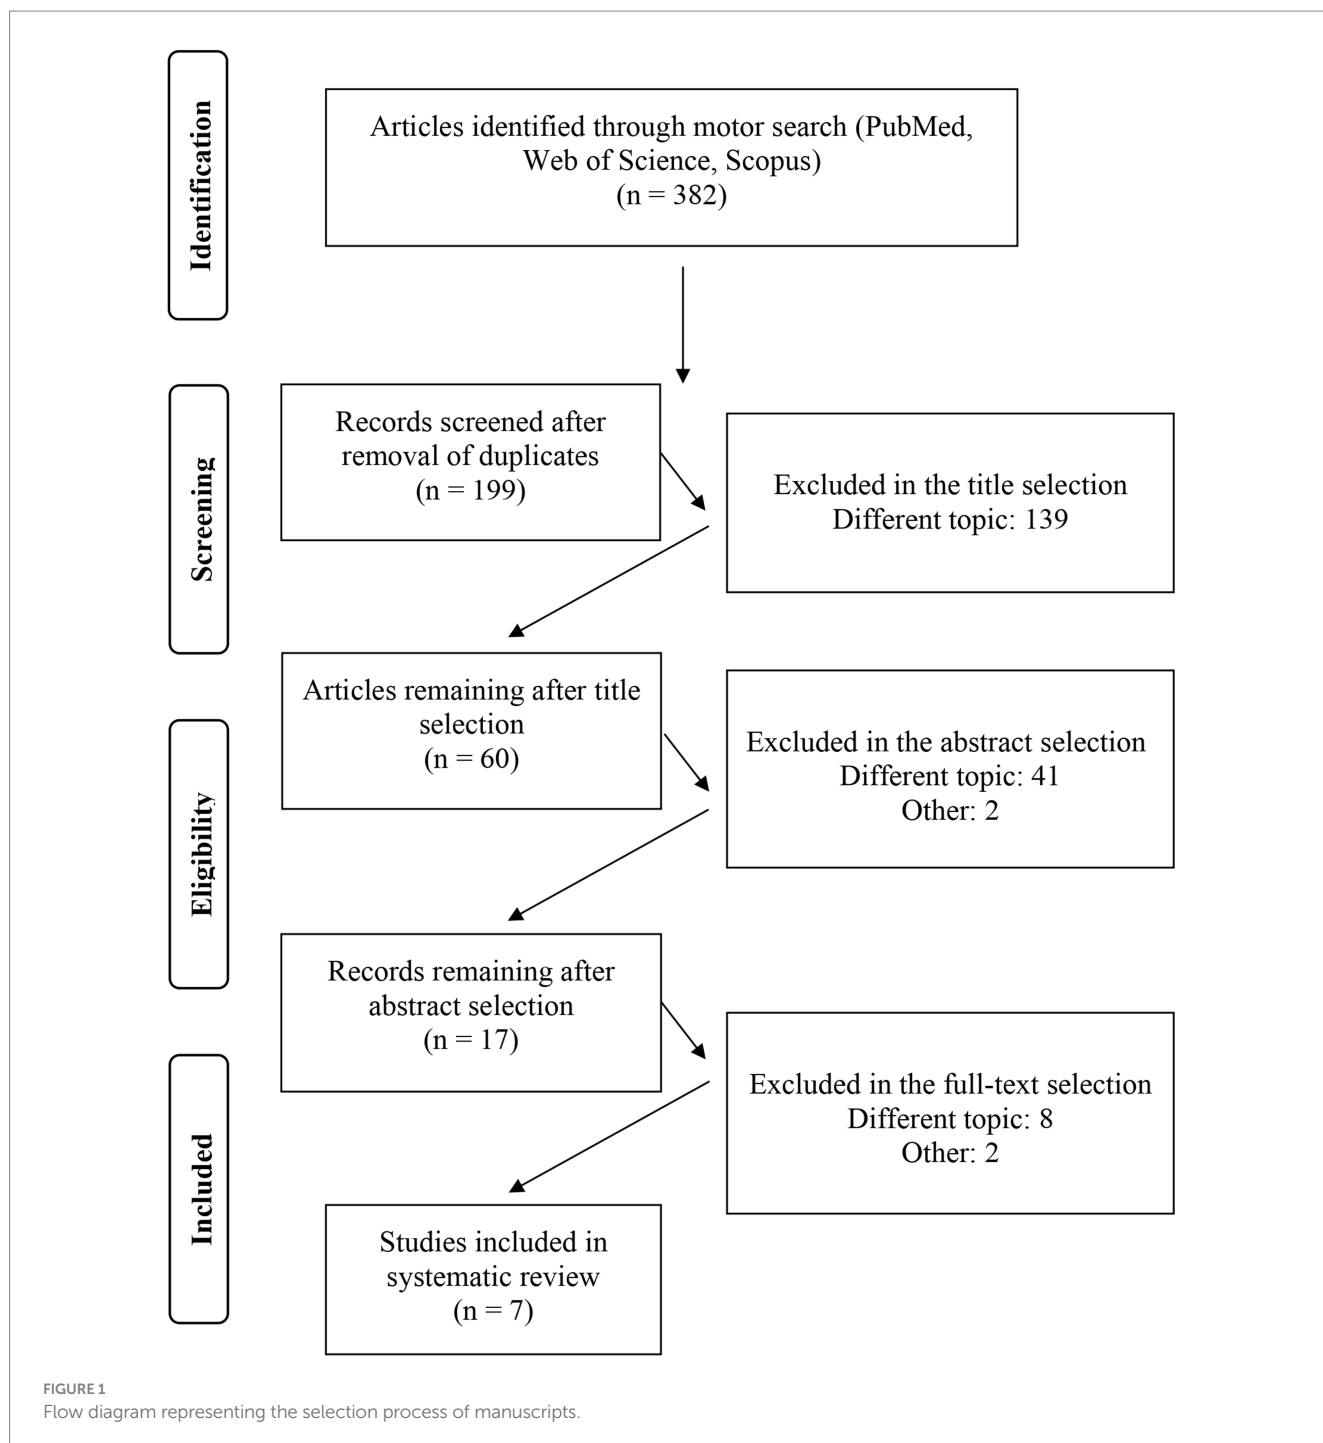 Identification
Articles identified through motor search (PubMed,
Web of Science, Scopus)
(n = 382)
Screening
Records screened after
removal of duplicates
(n = 199)
Excluded in the title selection
Different topic: 139
Articles remaining after title
selection
(n = 60)
Eligibility
Excluded in the abstract selection
Different topic: 41
Other: 2
Records remaining after
abstract selection
(n = 17)
Included
Excluded in the full-text selection
Different topic: 8
Other: 2
Studies included in
systematic review
(n = 7)
FIGURE 1
Flow diagram representing the selection process of manuscripts.